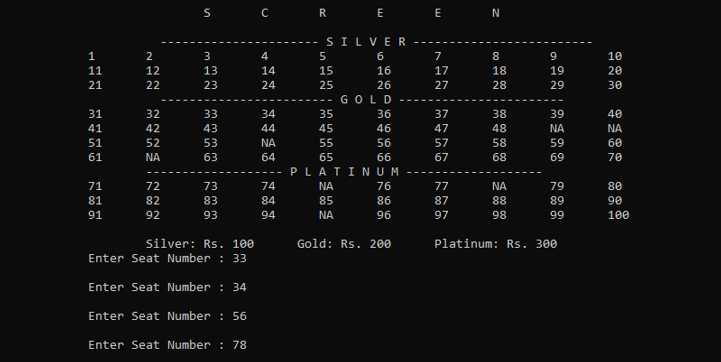 S C R E E N
--------------------- S I L V E R -------------------------
1 2 3 4 5 6 7 8 9 10
11 12 13 14 15 16 17 18 19 20
21 22 23 24 25 26 27 28 29 30
------------------------ G O L D -----------------------
31 32 33 34 35 36 37 38 39 40
41 42 43 44 45 46 47 48 NA NA
51 52 53 NA 55 56 57 58 59 60
61 NA 63 64 65 66 67 68 69 70
------------------- P L A T I N U M -------------------
71 72 73 74 NA 76 77 NA 79 80
81 82 83 84 85 86 87 88 89 90
91 92 93 94 NA 96 97 98 99 100
Silver: Rs. 100 Gold: Rs. 200 Platinum: Rs. 300
Enter Seat Number : 33
Enter Seat Number : 34
Enter Seat Number : 56
Enter Seat Number : 78